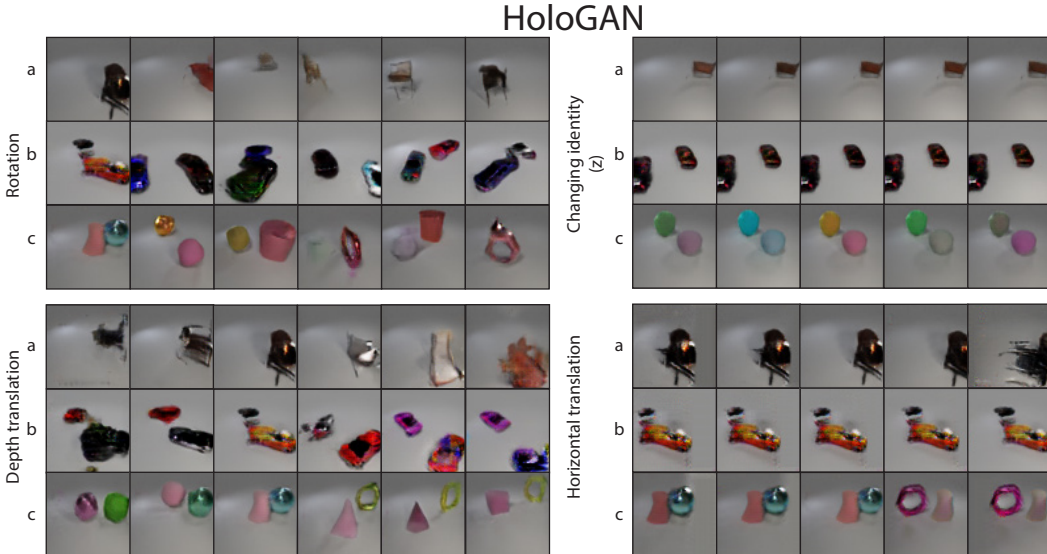 HoloGAN
Rotation
a
b
c
Changing identity
(z)
a
b
c
Depth translation
a
b
c
Horizontal translation
a
b
c